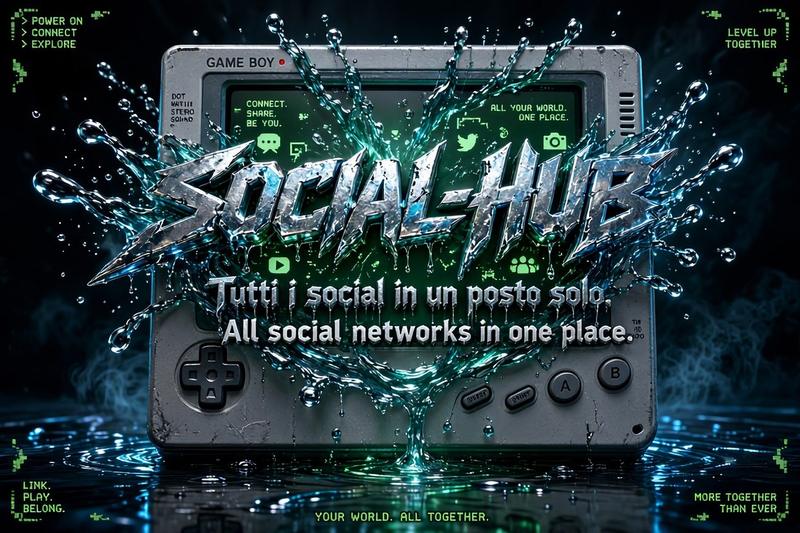 > POWER ON
> CONNECT
> EXPLORE
LEVEL UP
TOGETHER
GAME BOY
DOT
STEREO
CONNECT.
SHARE.
BE YOU.
ALL YOUR WORLD.
ONE PLACE.
SOCIAL-HUB
Tutti i social in un posto solo.
All social networks in one place.
A
B
LINK.
PLAY.
BELONG.
YOUR WORLD. ALL TOGETHER.
MORE TOGETHER
THAN EVER